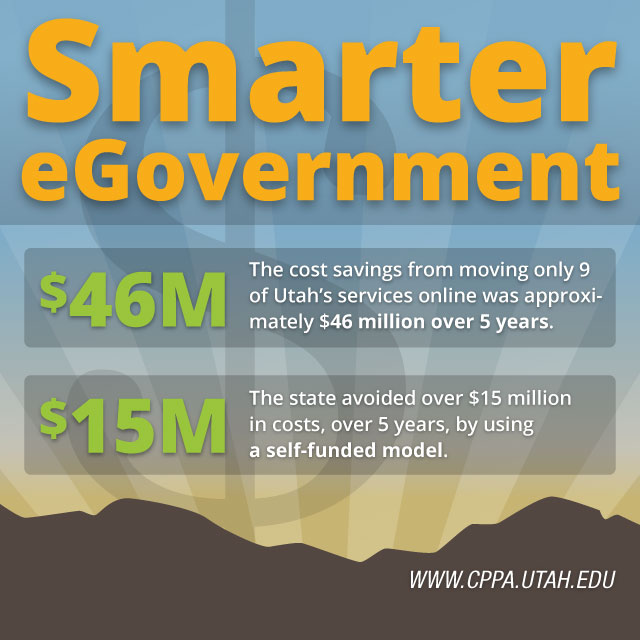 Smarter
eGovernment
$46M
The cost savings from moving only 9
of Utah's services online was approxi-
mately $46 million over 5 years.
$15M
The state avoided over $15 million
in costs, over 5 years, by using
a self-funded model.
WWW.CPPA.UTAH.EDU